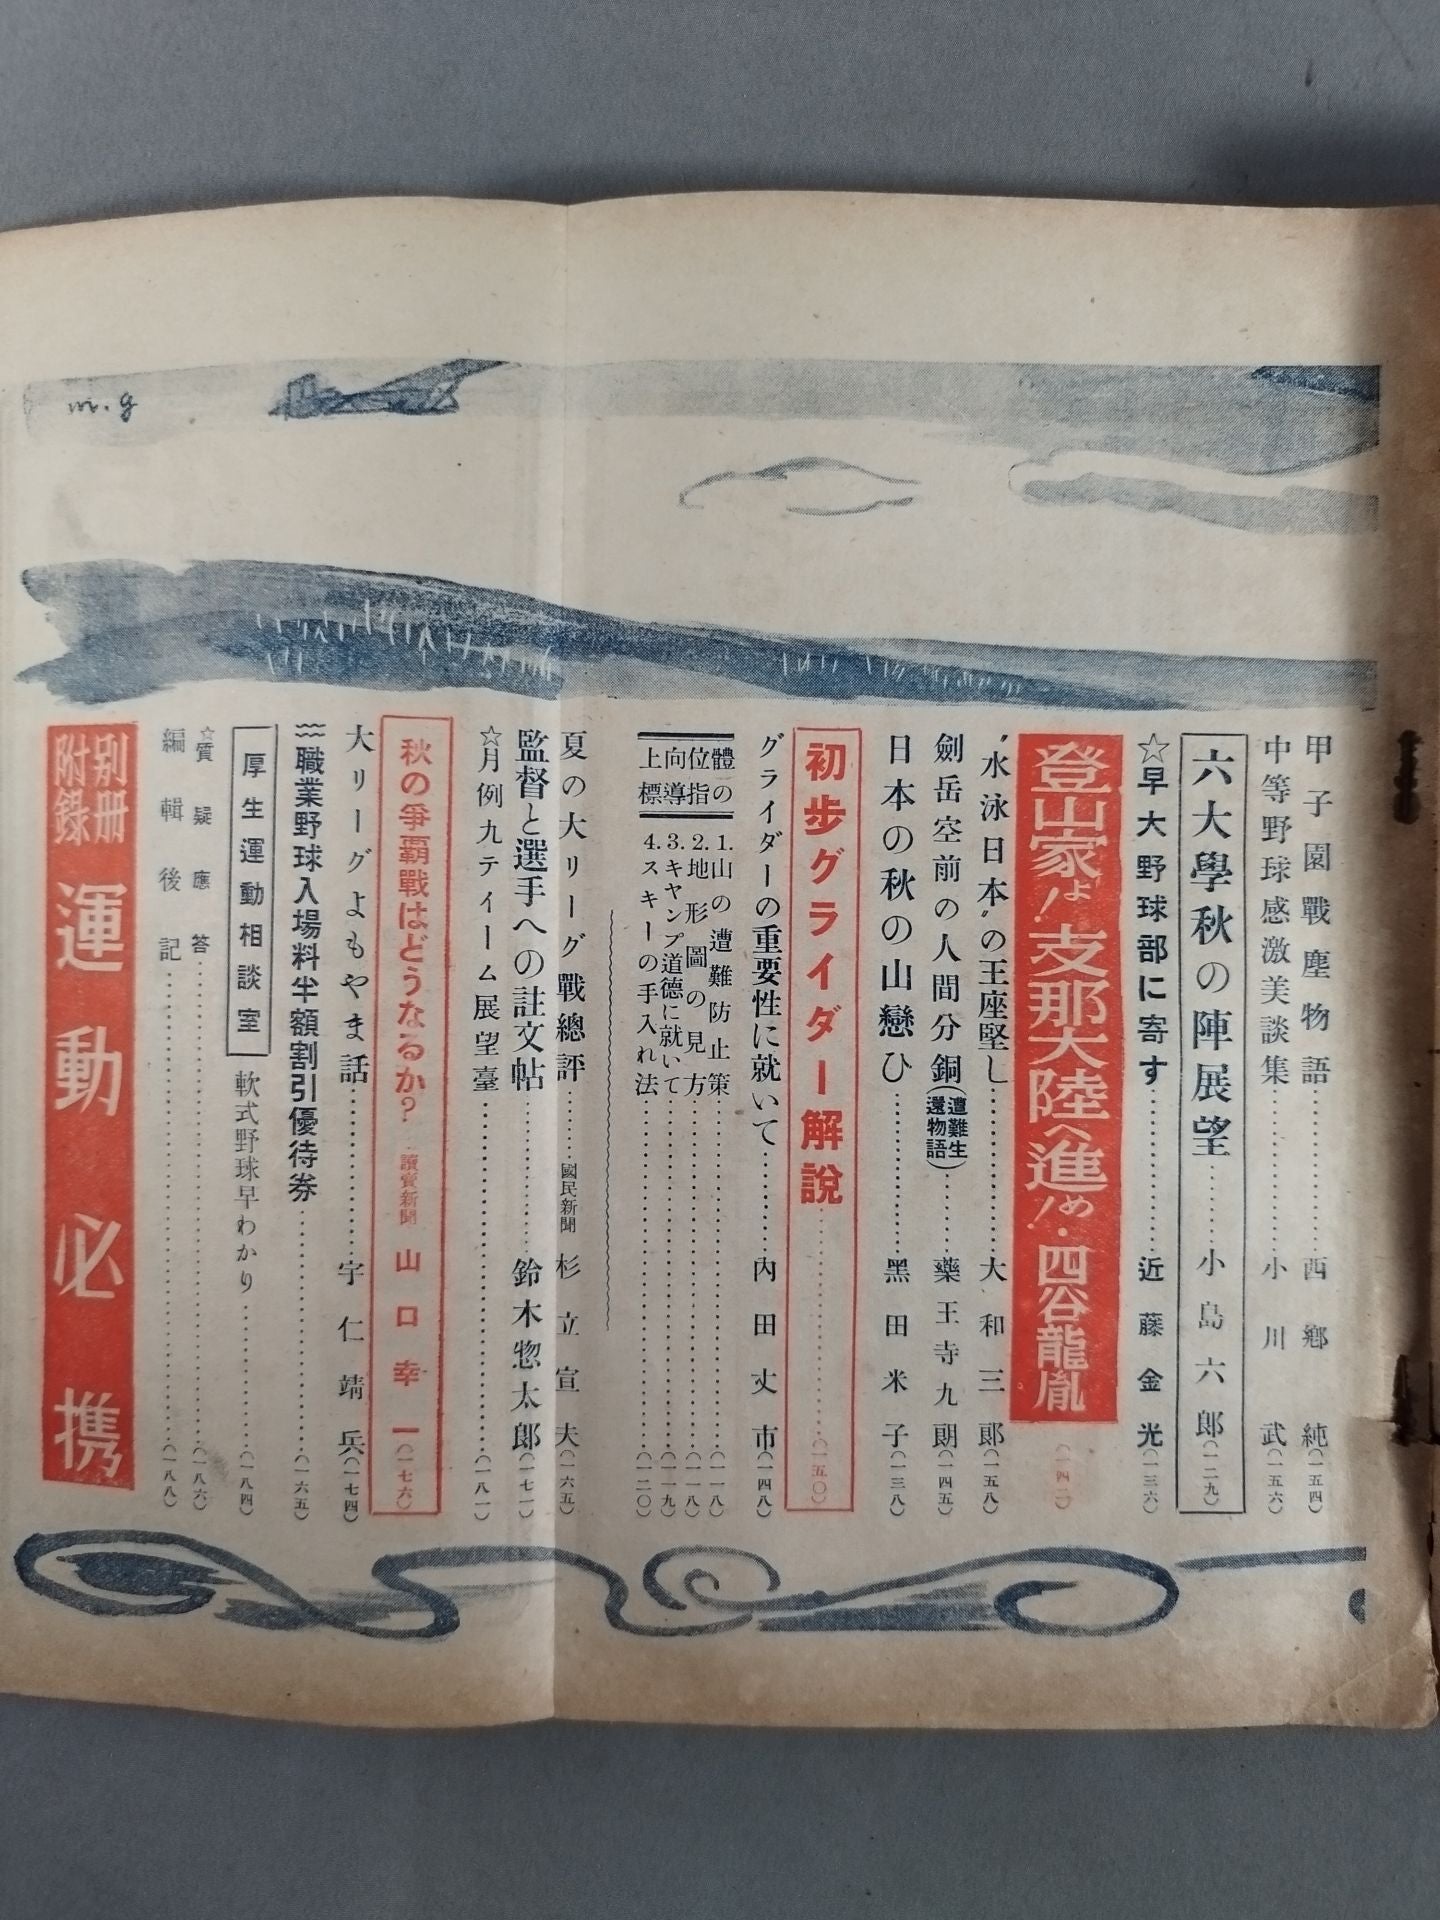 甲子園戰塵物語……西郷純(一五四)
中等野球感激美談集……小川武(一五六)
六大學秋の陣展望……小島六郎(一二九)
☆早大野球部に寄す……近藤金光(一三六)
登山家よ!支那大陸へ進め!・四谷龍胤(一四二)
〝水泳日本〟の王座堅し……大和三郎(一五八)
劍岳空前の人間分銅(遭難生還物語)……藥王寺九朗(一四五)
日本の秋の山戀ひ……黑田米子(一三八)
初歩グライダー解說……(一五〇)
グライダーの重要性に就いて……內田丈市(一四八)
體位向上の指導標
1.山の遭難防止策……(一一八)
2.地形圖の見方……(一一八)
3.キャンプ道德に就いて……(一一九)
4.スキーの手入れ法……(一二〇)
夏の大リーグ戰總評……國民新聞 杉立宣夫(一六五)
監督と選手への註文帖……鈴木惣太郎(一七一)
☆月例九テイーム展望臺……(一八一)
秋の爭覇戰はどうなるか?…讀賣新聞 山口幸一(一七六)
大リーグよもやま話……宇仁靖兵(一七四)
職業野球入場料半額割引優待券……(一六五)
厚生運動相談室 軟式野球早わかり……(一八四)
☆質疑應答……(一八六)
編輯後記……(一八八)
別册附錄 運動必携
m.g